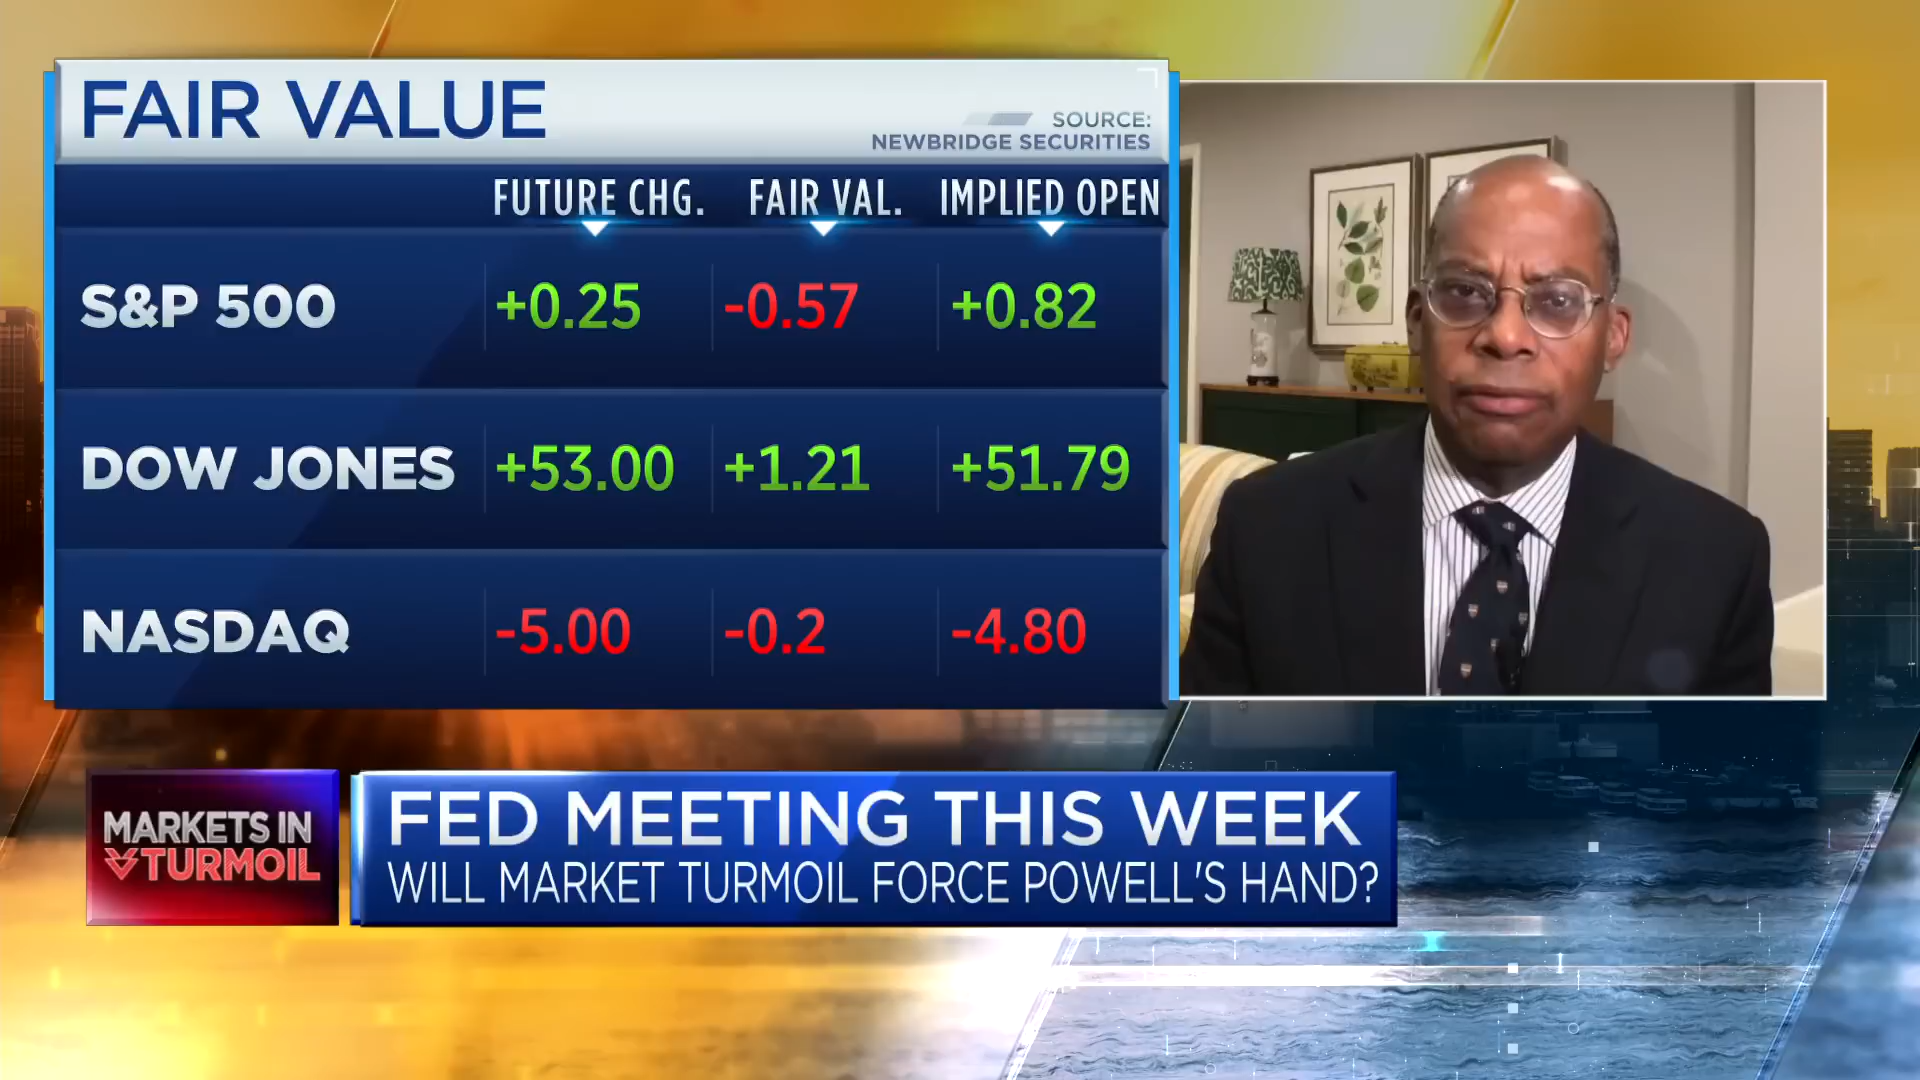 FAIR VALUE
SOURCE:
NEWBRIDGE SECURITIES
FUTURE CHG. FAIR VAL. IMPLIED OPEN
S&P 500 +0.25 -0.57 +0.82
DOW JONES +53.00 +1.21 +51.79
NASDAQ -5.00 -0.2 -4.80
MARKETS IN
TURMOIL
FED MEETING THIS WEEK
WILL MARKET TURMOIL FORCE POWELL'S HAND?